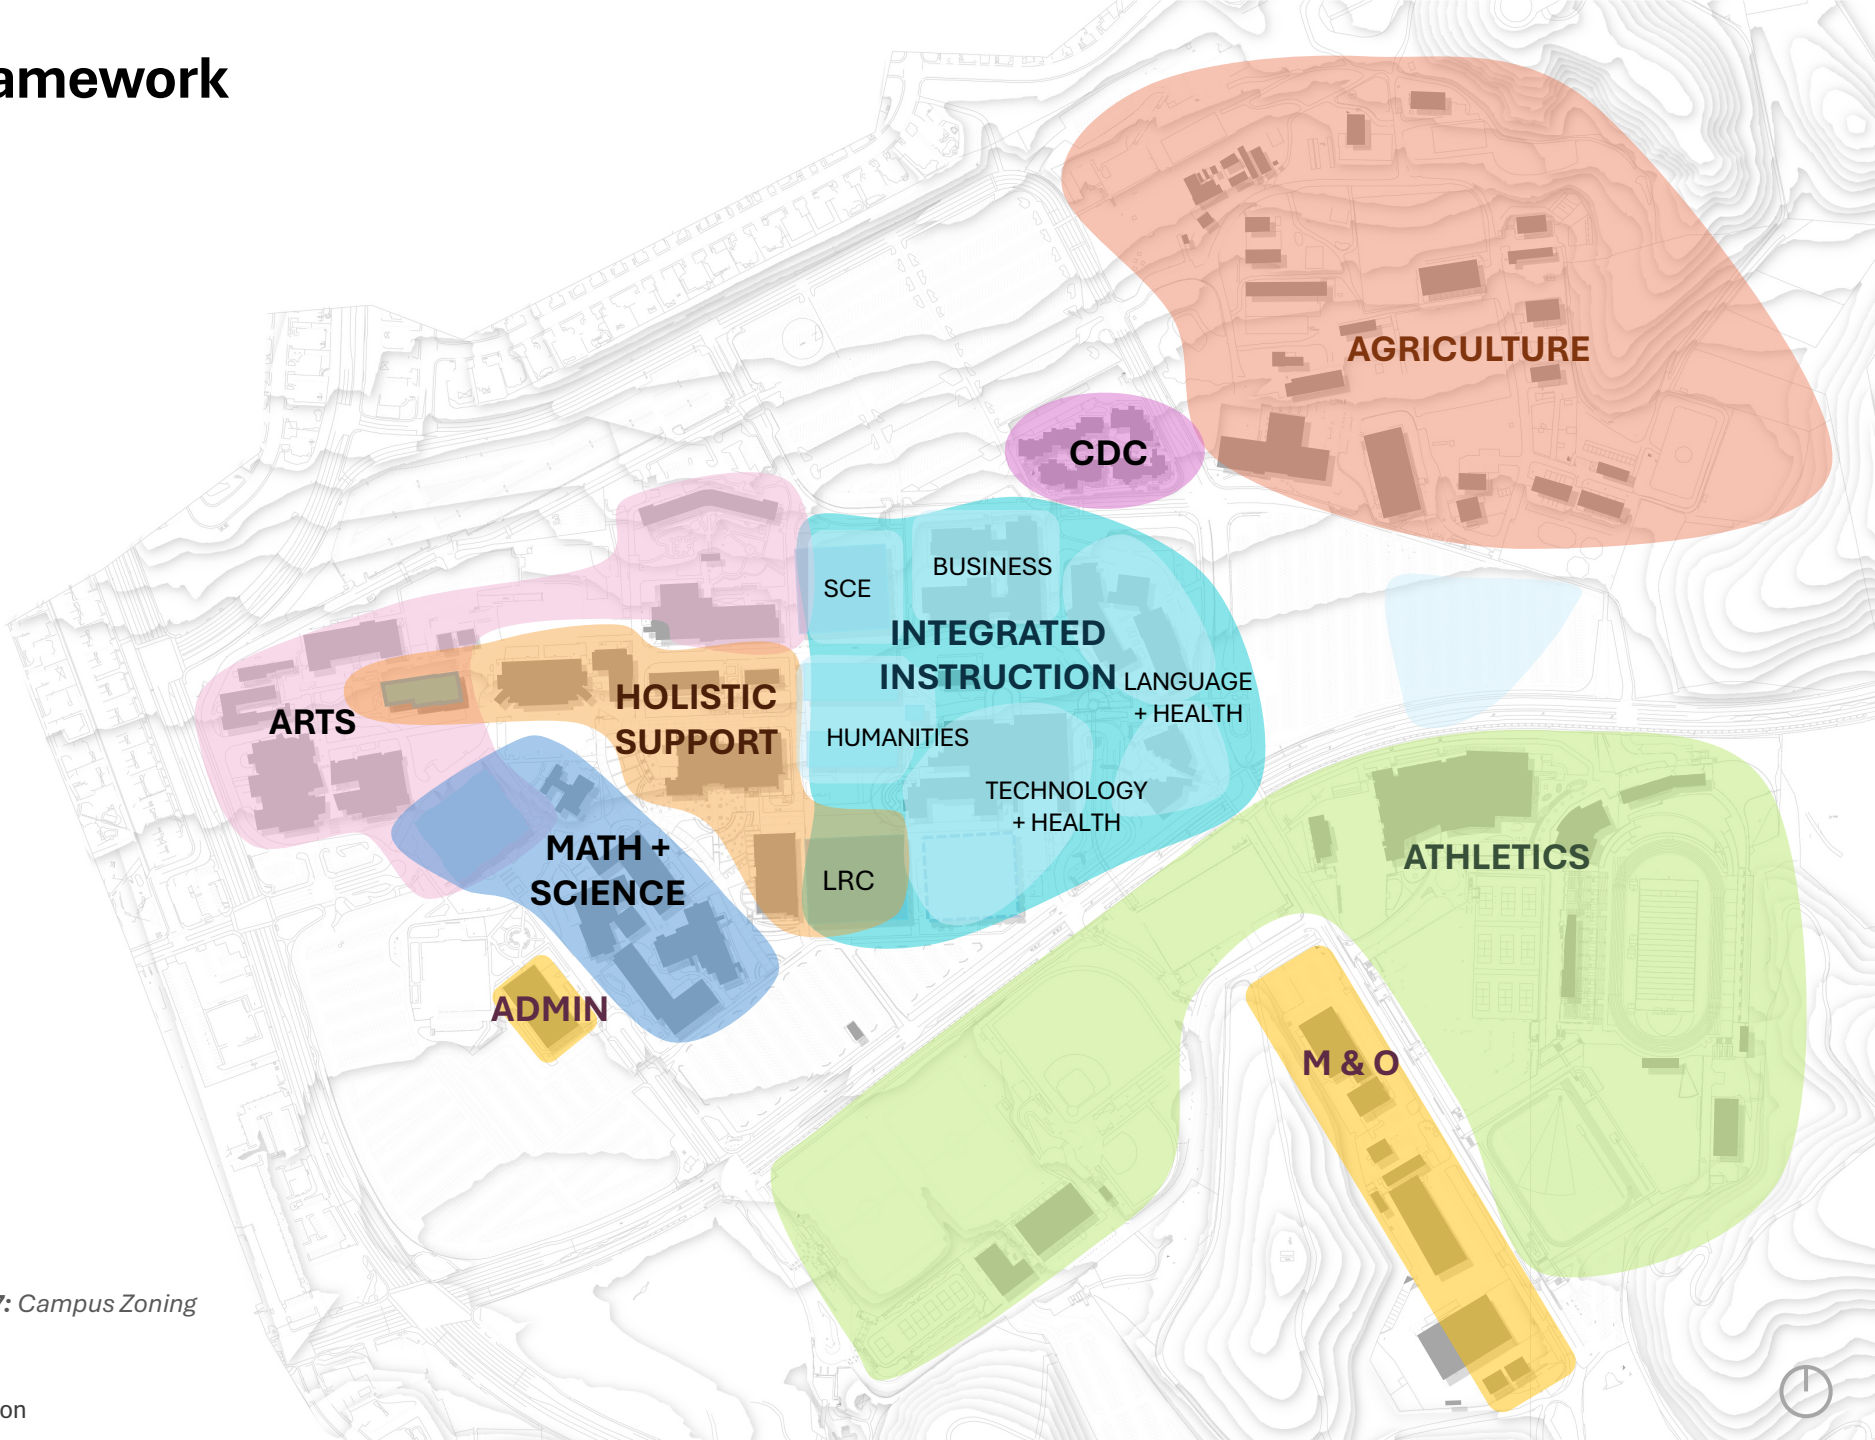 amework
AGRICULTURE
CDC
SCE
BUSINESS
INTEGRATED
INSTRUCTION
LANGUAGE
+ HEALTH
HUMANITIES
TECHNOLOGY
+ HEALTH
LRC
HOLISTIC
SUPPORT
ARTS
MATH +
SCIENCE
ADMIN
ATHLETICS
M & O
7: Campus Zoning
on